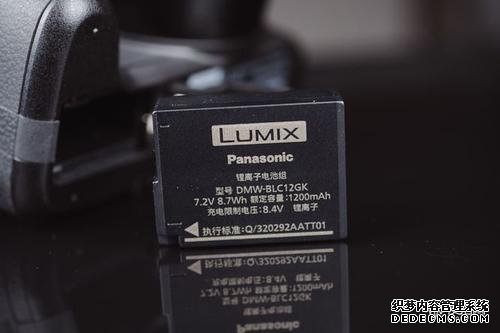 LUMIX
Panasonic
锂离子电池组
型号 DMW-BLC12GK
7.2V 8.7Wh 额定容量:1200mAh
充电限制电压:8.4V 锂离子
执行标准:Q/320292AATT01
织梦内容管理系统
DEDECMS.COM